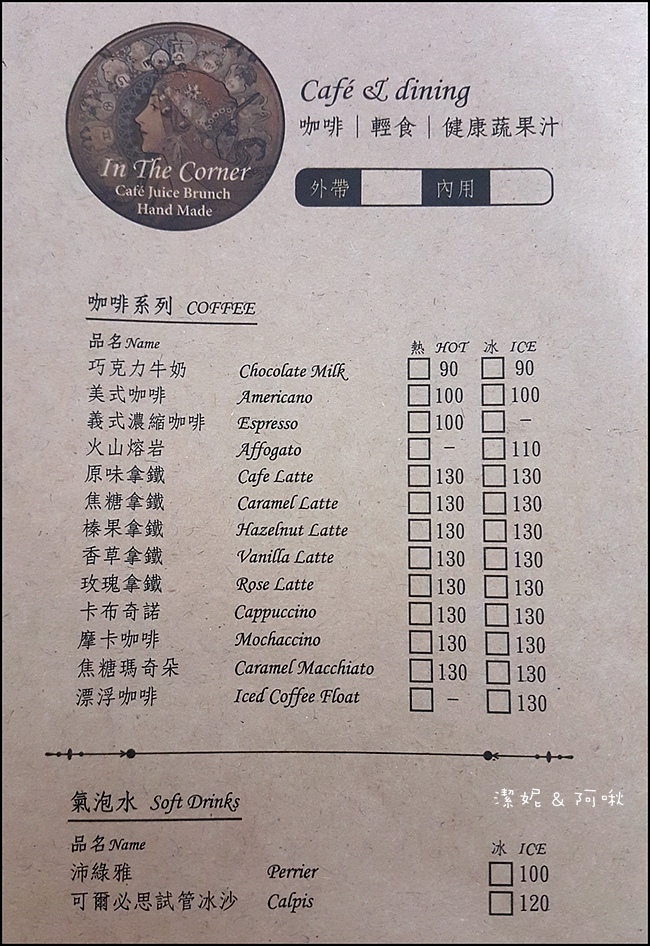 In The Corner
Café Juice Brunch
Hand Made
Café & dining
咖啡｜輕食｜健康蔬果汁
外帶 內用
咖啡系列 COFFEE
品名Name 熱 HOT 冰 ICE
巧克力牛奶 Chocolate Milk 90 90
美式咖啡 Americano 100 100
義式濃縮咖啡 Espresso 100 –
火山熔岩 Affogato – 110
原味拿鐵 Cafe Latte 130 130
焦糖拿鐵 Caramel Latte 130 130
榛果拿鐵 Hazelnut Latte 130 130
香草拿鐵 Vanilla Latte 130 130
玫瑰拿鐵 Rose Latte 130 130
卡布奇諾 Cappuccino 130 130
摩卡咖啡 Mochaccino 130 130
焦糖瑪奇朵 Caramel Macchiato 130 130
漂浮咖啡 Iced Coffee Float – 130
氣泡水 Soft Drinks
潔妮 & 阿啾
品名Name 冰 ICE
沛綠雅 Perrier 100
可爾必思試管冰沙 Calpis 120